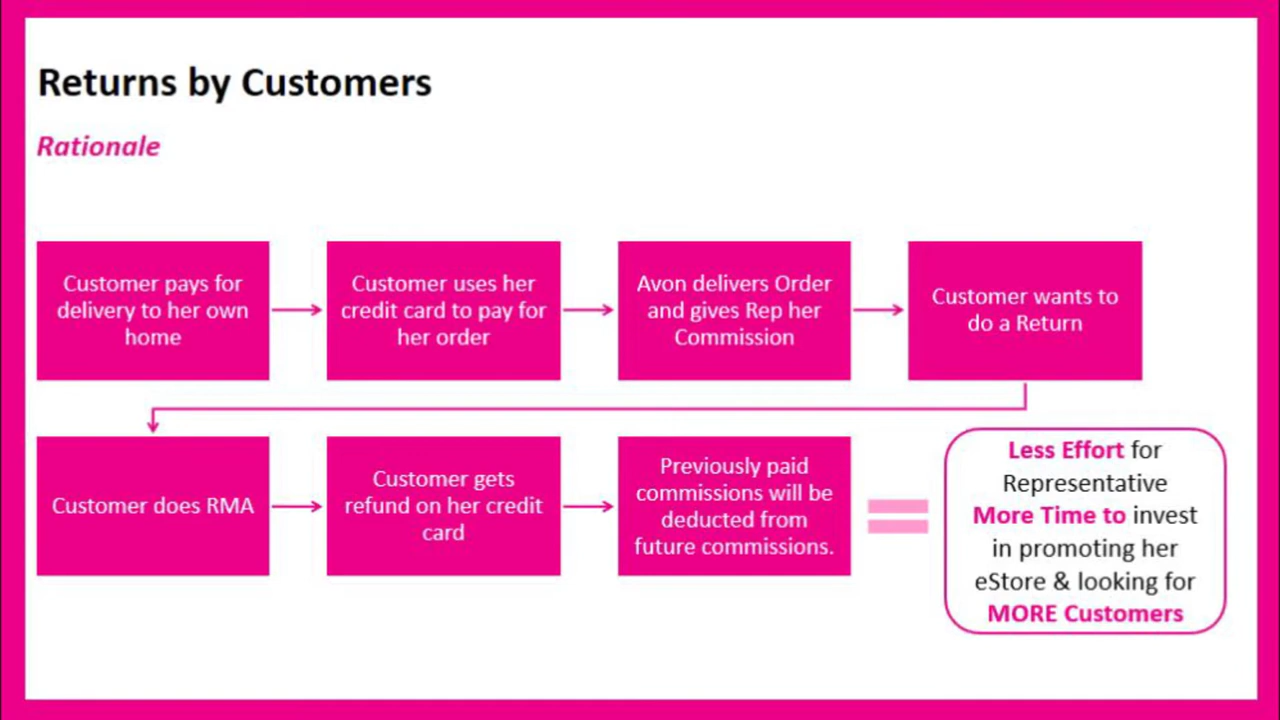 Returns by Customers
Rationale
Customer pays for
delivery to her own
home
Customer uses her
credit card to pay for
her order
Avon delivers Order
and gives Rep her
Commission
Customer wants to
do a Return
Customer does RMA
Customer gets
refund on her credit
card
Previously paid
commissions will be
deducted from
future commissions.
Less Effort for
Representative
More Time to invest
in promoting her
eStore & looking for
MORE Customers